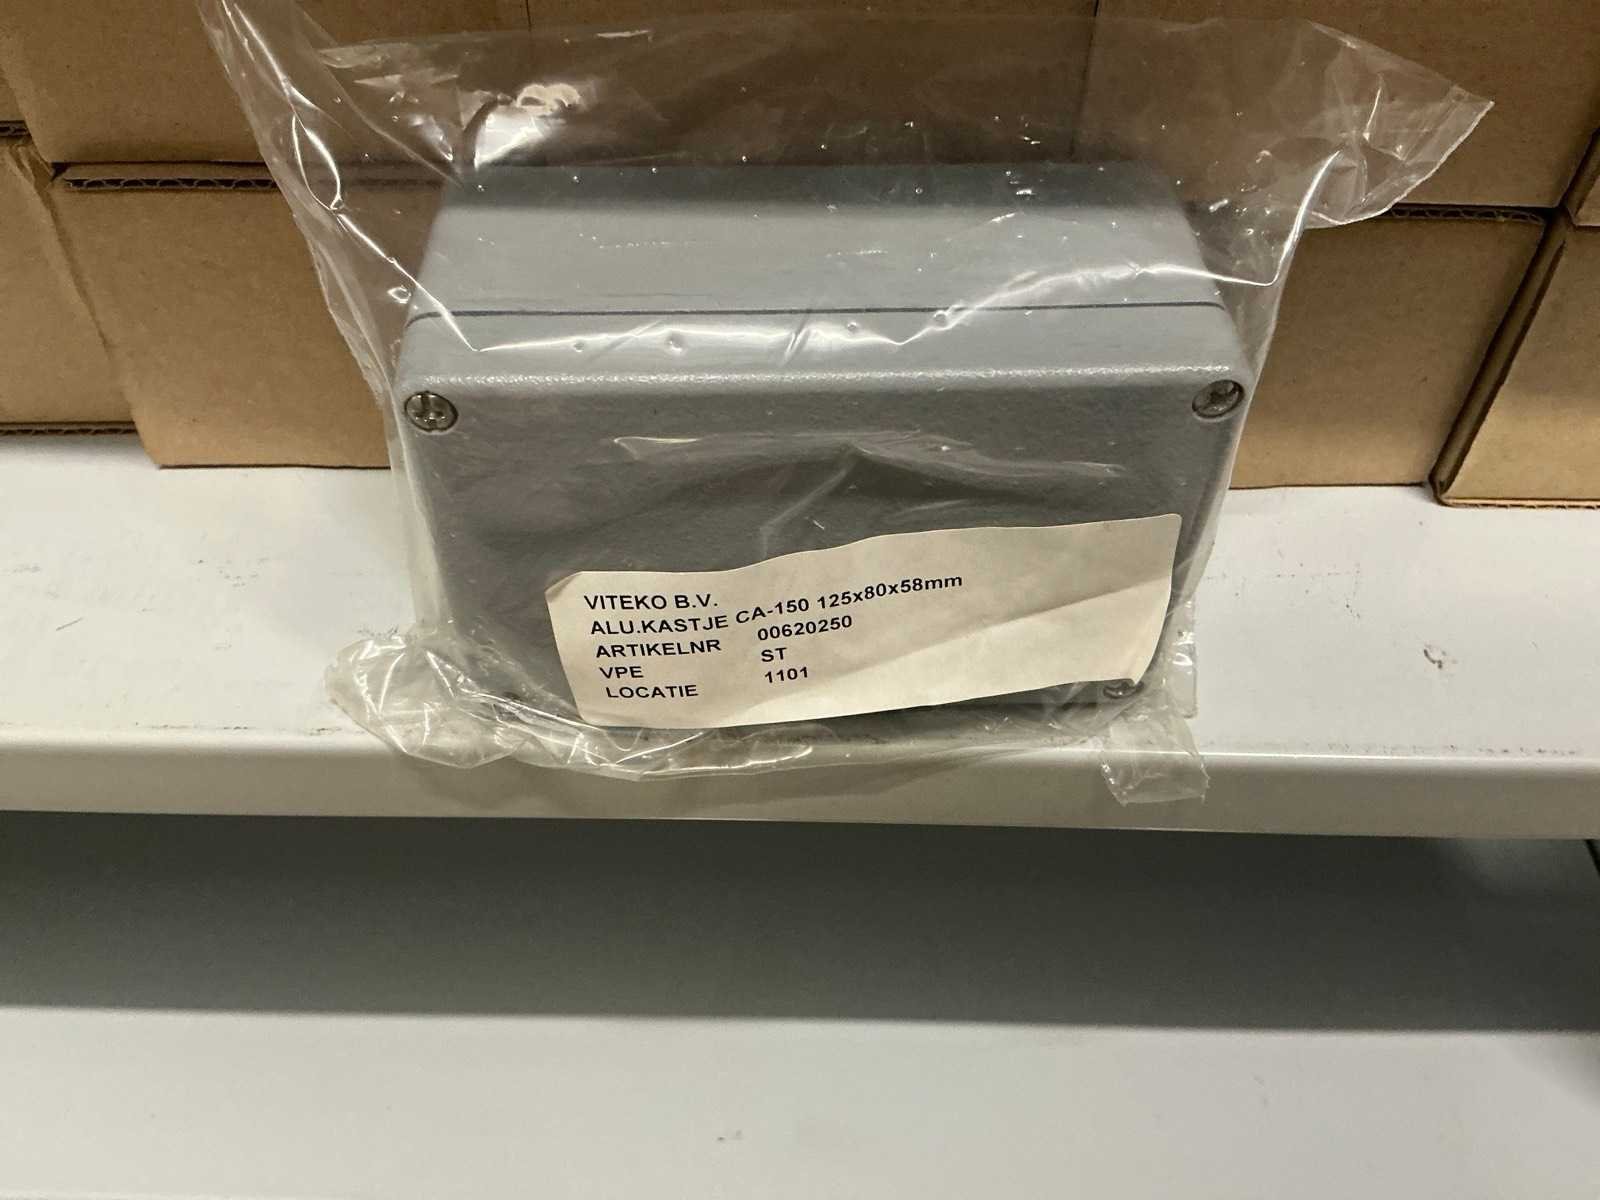 VITEKO B.V.
ALU.KASTJE CA-150 125x80x58mm
ARTIKELNR 00620250
VPE ST
LOCATIE 1101